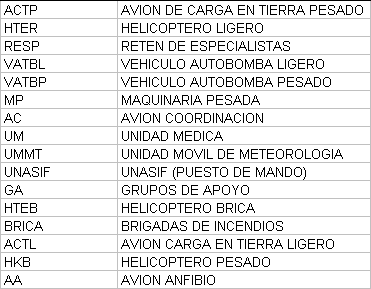 ACTP AVION DE CARGA EN TIERRA PESADO
HTER HELICOPTERO LIGERO
RESP RETEN DE ESPECIALISTAS
VATBL VEHICULO AUTOBOMBA LIGERO
VATBP VEHICULO AUTOBOMBA PESADO
MP MAQUINARIA PESADA
AC AVION COORDINACION
UM UNIDAD MEDICA
UMMT UNIDAD MOVIL DE METEOROLOGIA
UNASIF UNASIF (PUESTO DE MANDO)
GA GRUPOS DE APOYO
HTEB HELICOPTERO BRICA
BRICA BRIGADAS DE INCENDIOS
ACTL AVION CARGA EN TIERRA LIGERO
HKB HELICOPTERO PESADO
AA AVION ANFIBIO